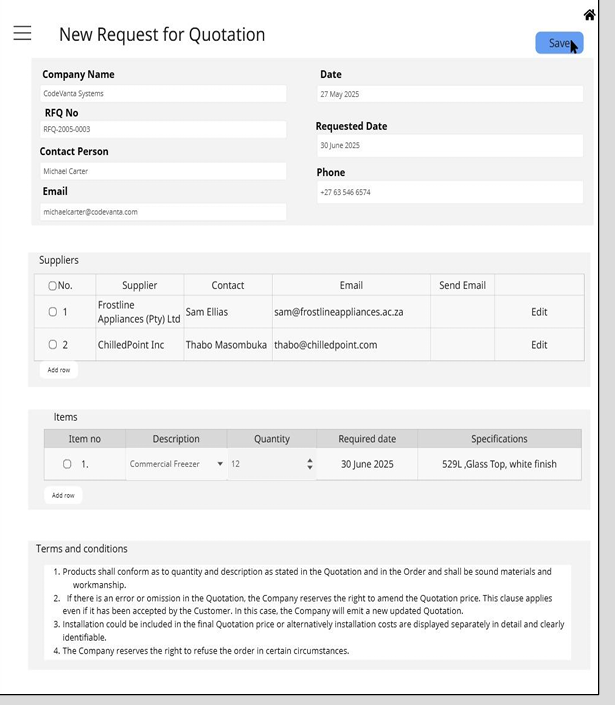 New Request for Quotation
Save
Company Name
CodeVanta Systems
Date
27 May 2025
RFQ No
RFQ-2005-0003
Requested Date
30 June 2025
Contact Person
Michael Carter
Phone
+27 63 546 6574
Email
michaelcarter@codevanta.com
Suppliers
No. Supplier Contact Email Send Email
1 Frostline Appliances (Pty) Ltd Sam Ellias sam@frostlineappliances.ac.za Edit
2 ChilledPoint Inc Thabo Masombuka thabo@chilledpoint.com Edit
Add row
Items
Item no Description Quantity Required date Specifications
1. Commercial Freezer 12 30 June 2025 529L ,Glass Top, white finish
Add row
Terms and conditions
1. Products shall conform as to quantity and description as stated in the Quotation and in the Order and shall be sound materials and
workmanship.
2. If there is an error or omission in the Quotation, the Company reserves the right to amend the Quotation price. This clause applies
even if it has been accepted by the Customer. In this case, the Company will emit a new updated Quotation.
3. Installation could be included in the final Quotation price or alternatively installation costs are displayed separately in detail and clearly
identifiable.
4. The Company reserves the right to refuse the order in certain circumstances.